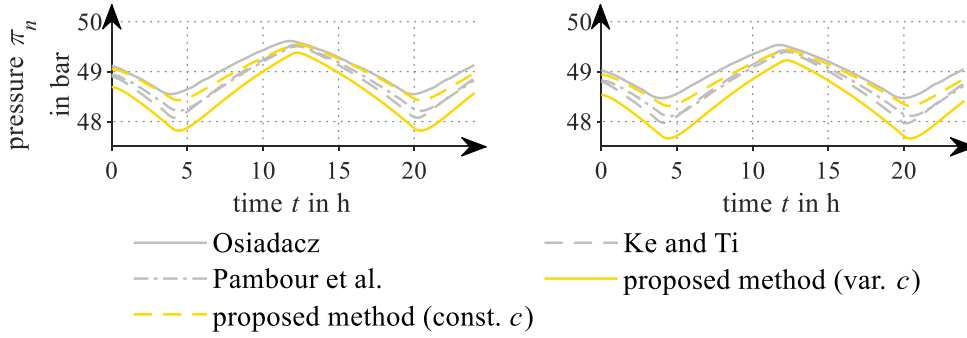 pressure πn
in bar
50
49
48
0
5
10
15
20
time t in h
50
49
48
0
5
10
15
20
time t in h
Osiadacz
Ke and Ti
Pambour et al.
proposed method (var. c)
proposed method (const. c)